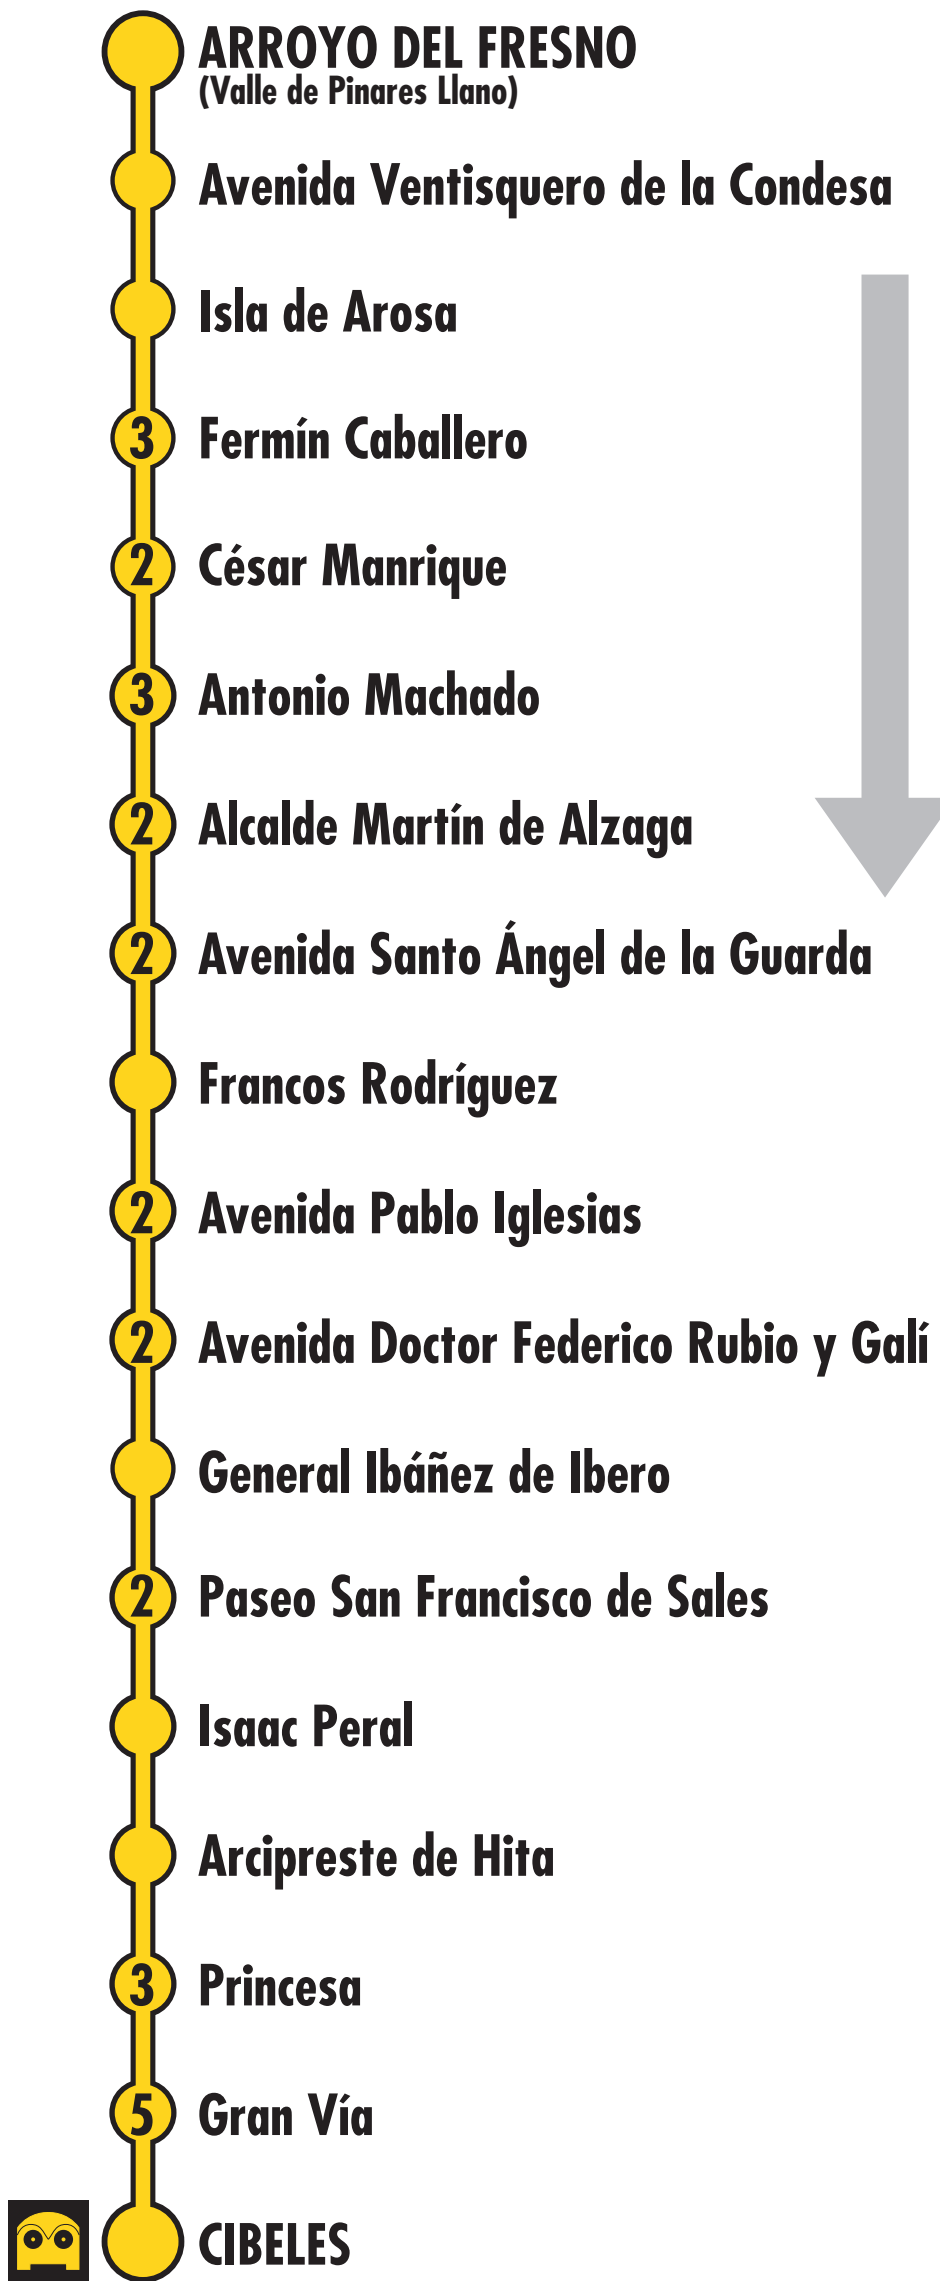 ARROYO DEL FRESNO
(Valle de Pinares Llano)
Avenida Ventisquero de la Condesa
Isla de Arosa
3 Fermín Caballero
2 César Manrique
3 Antonio Machado
2 Alcalde Martín de Alzaga
2 Avenida Santo Ángel de la Guarda
Francos Rodríguez
2 Avenida Pablo Iglesias
2 Avenida Doctor Federico Rubio y Galí
General Ibáñez de Ibero
2 Paseo San Francisco de Sales
Isaac Peral
Arcipreste de Hita
3 Princesa
5 Gran Vía
CIBELES